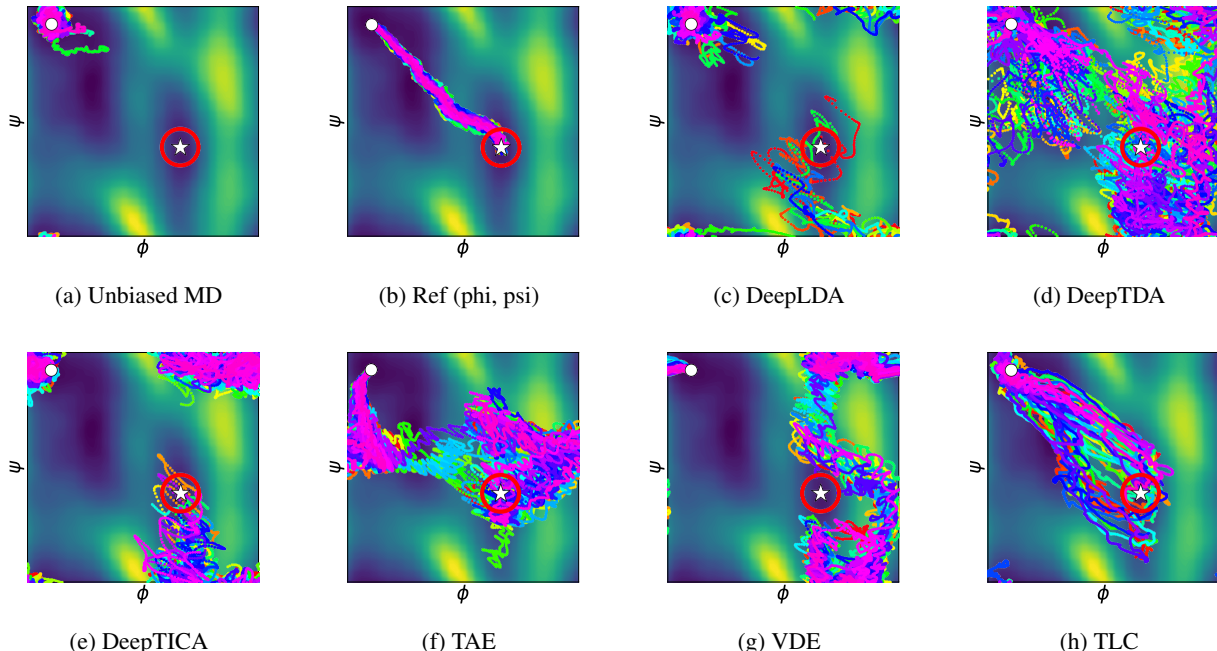 ψ ψ ψ ψ
ϕ ϕ ϕ ϕ
(a) Unbiased MD (b) Ref (phi, psi) (c) DeepLDA (d) DeepTDA
ψ ψ ψ ψ
ϕ ϕ ϕ ϕ
(e) DeepTICA (f) TAE (g) VDE (h) TLC